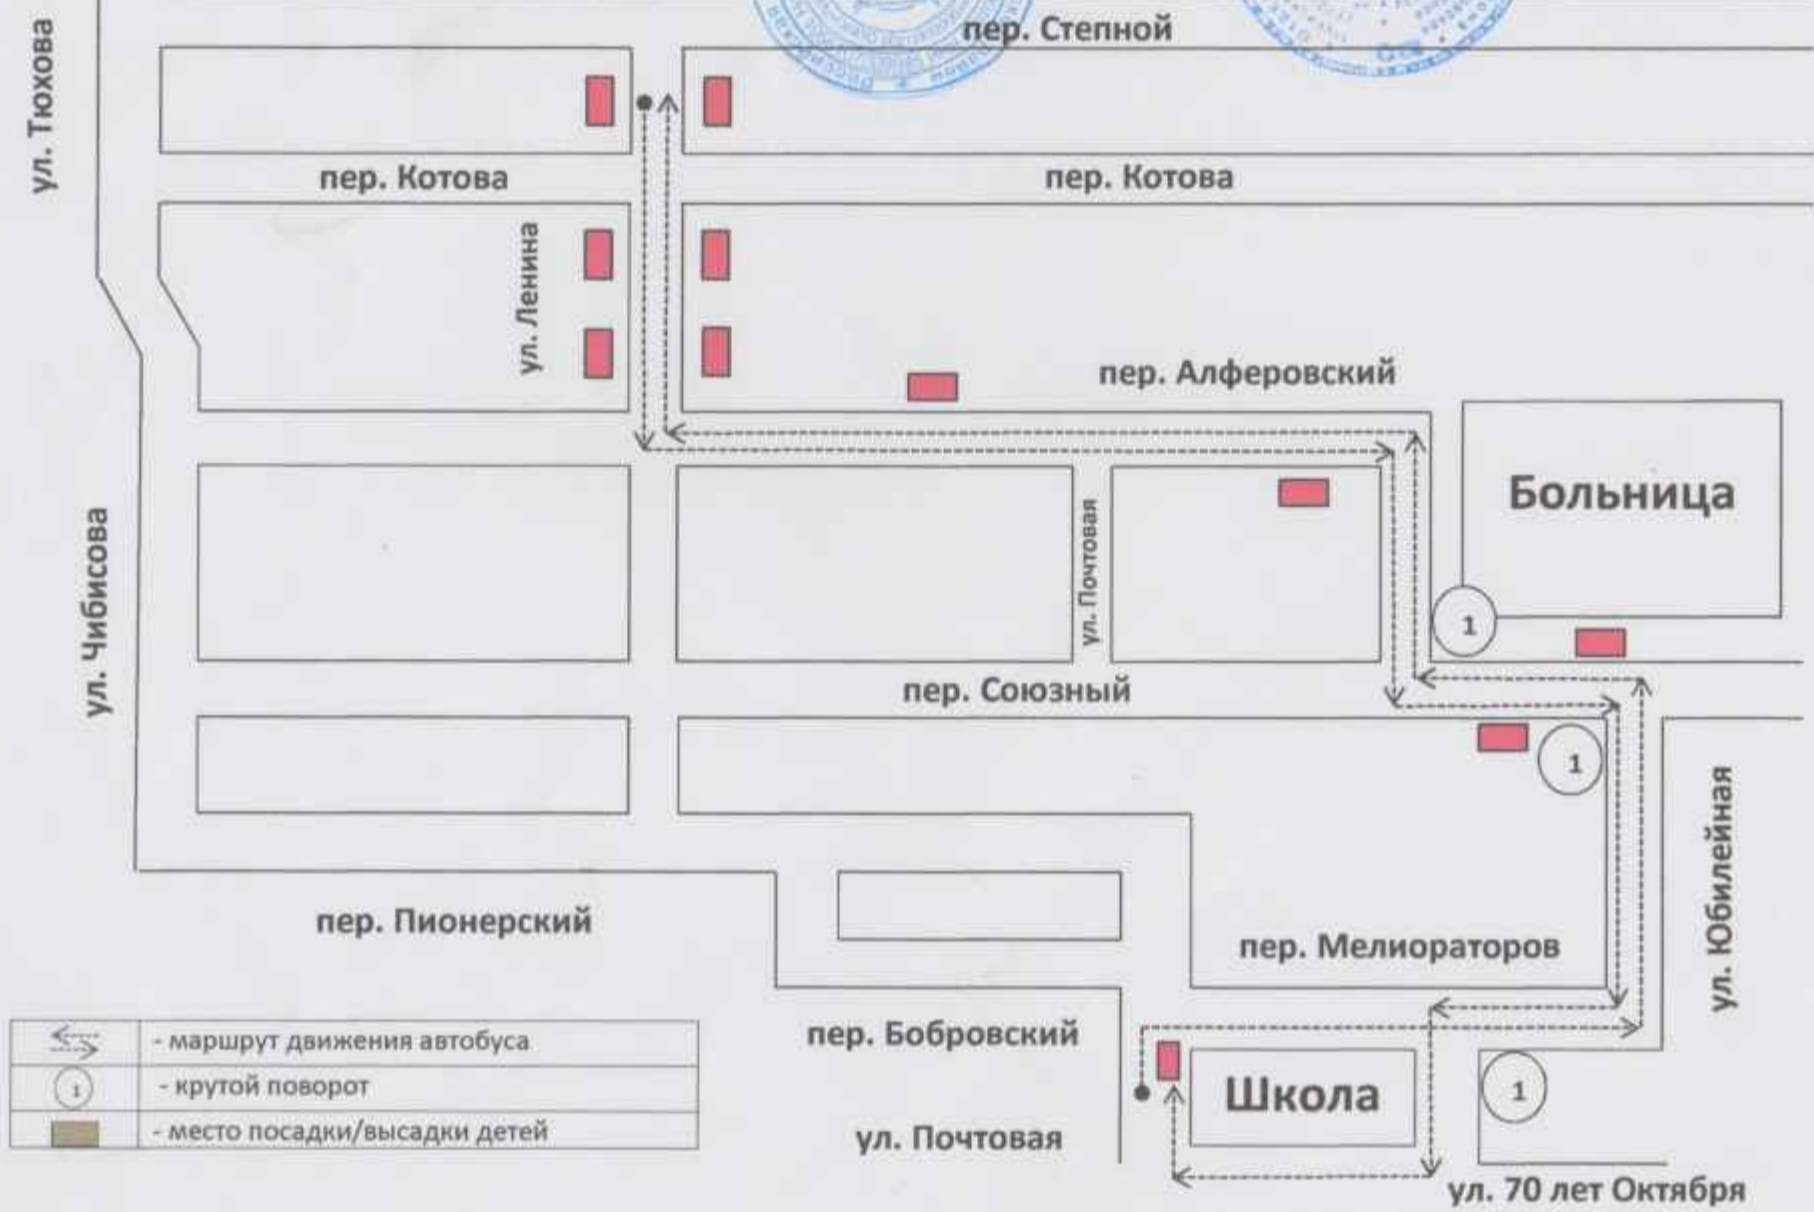 пер. Степной
ул. Тюхова
пер. Котова
пер. Котова
ул. Ленина
пер. Алферовский
Больница
ул. Чибисова
ул. Почтовая
1
пер. Союзный
1
ул. Юбилейная
пер. Пионерский
пер. Мелиораторов
пер. Бобровский
- маршрут движения автобуса
1 - крутой поворот
- место посадки/высадки детей
Школа
1
ул. Почтовая
ул. 70 лет Октября